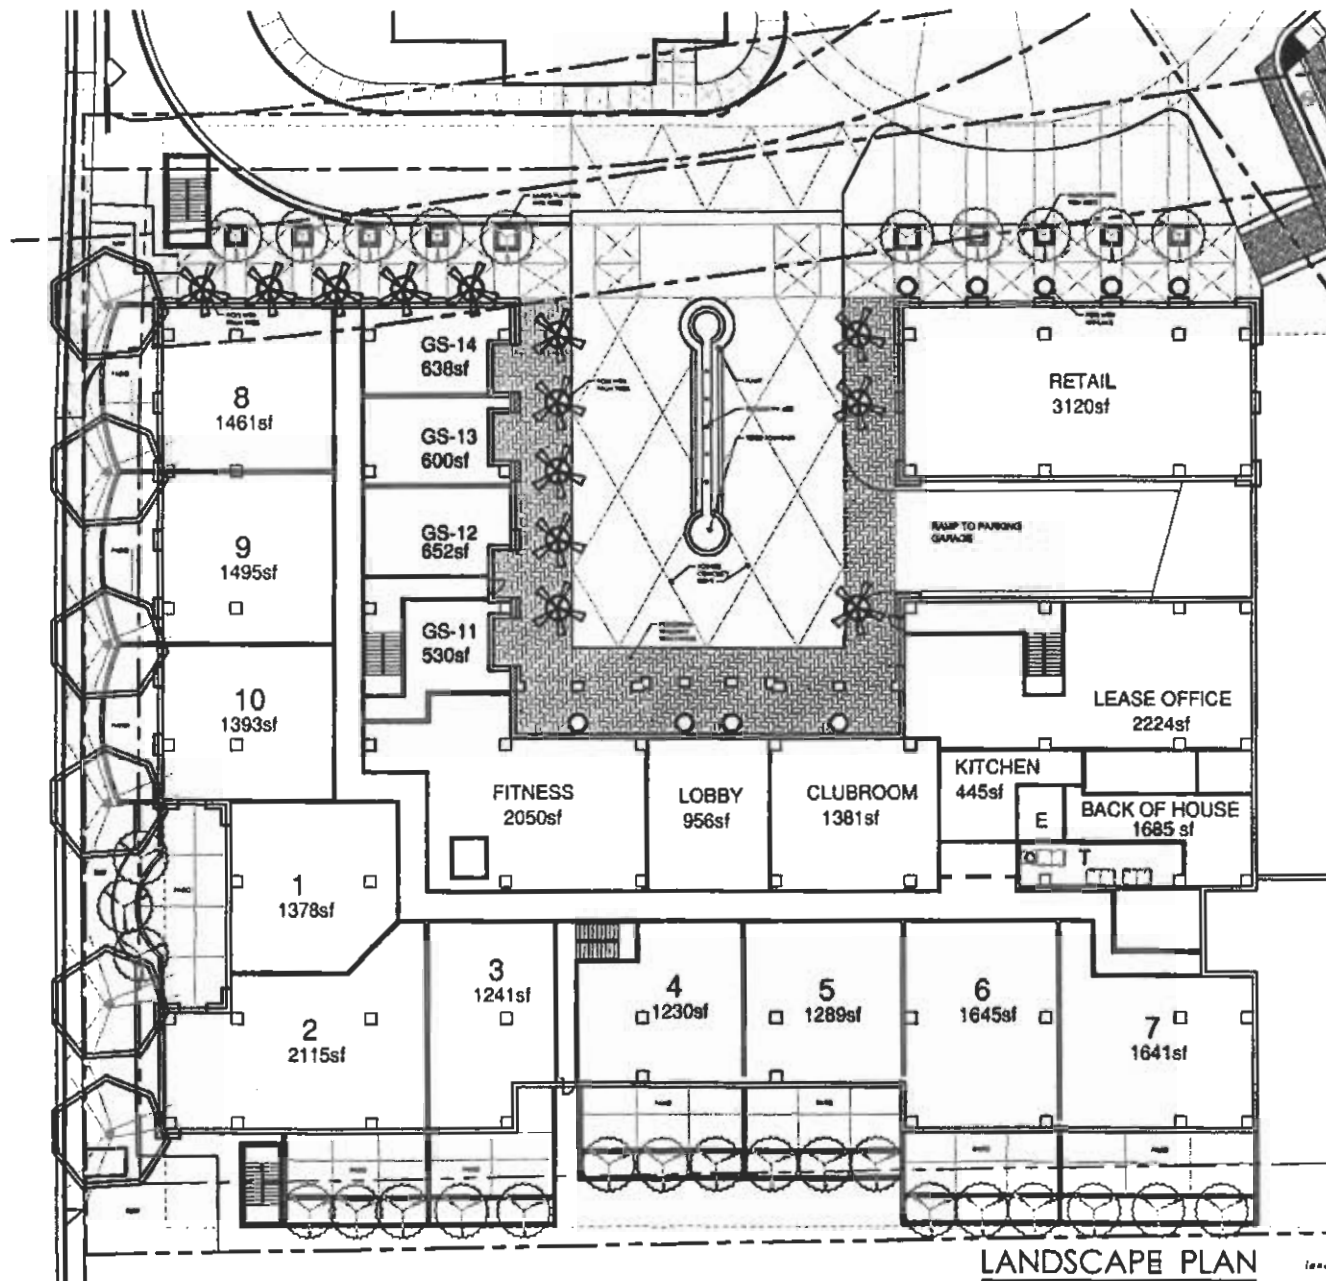 GS-14
638sf
8
1461sf
RETAIL
3120sf
GS-13
600sf
GS-12
652sf
RAMP TO PARKING
GARAGE
9
1495sf
GS-11
530sf
10
1393sf
LEASE OFFICE
2224sf
FITNESS
2050sf
LOBBY
956sf
CLUBROOM
1381sf
KITCHEN
445sf
E
BACK OF HOUSE
1685 sf
T
1
1378sf
2
2115sf
3
1241sf
4
1230sf
5
1289sf
6
1645sf
7
1641sf
LANDSCAPE PLAN